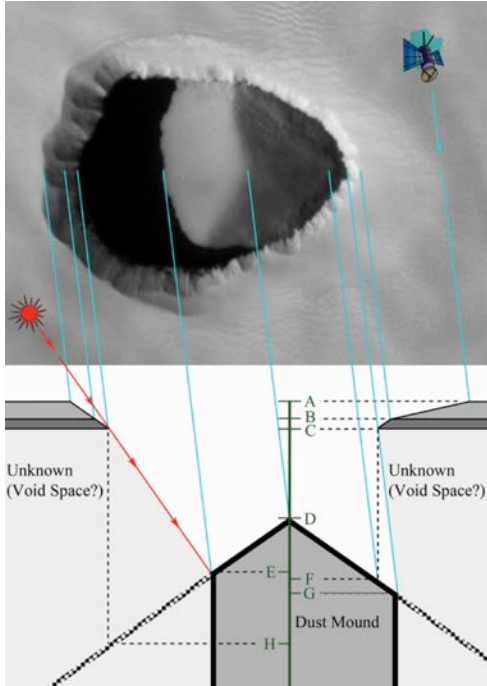 A
B
C
Unknown
(Void Space?)
Unknown
(Void Space?)
D
E
F
G
Dust Mound
H